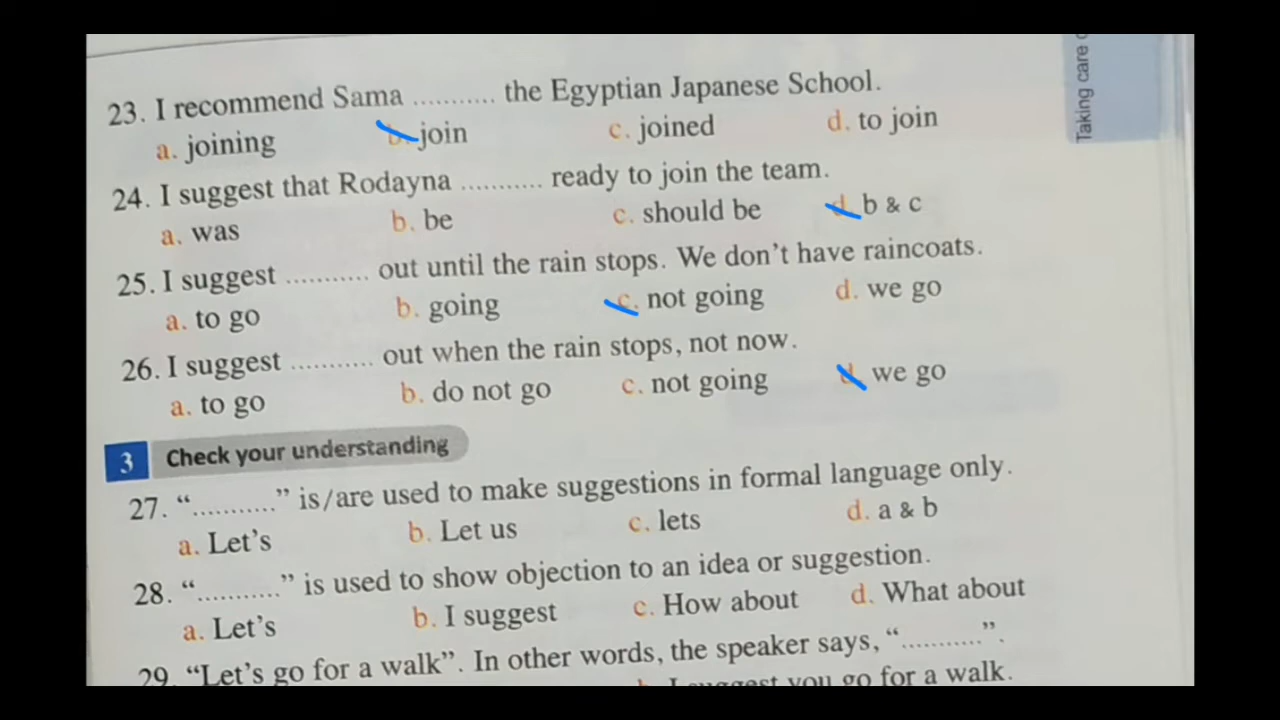 Taking care
23. I recommend Sama ........... the Egyptian Japanese School.
a. joining b. join c. joined d. to join
24. I suggest that Rodayna ........... ready to join the team.
a. was b. be c. should be d. b & c
25. I suggest ........... out until the rain stops. We don't have raincoats.
a. to go b. going c. not going d. we go
26. I suggest ........... out when the rain stops, not now.
a. to go b. do not go c. not going d. we go
3 Check your understanding
27. "..........." is/are used to make suggestions in formal language only.
a. Let's b. Let us c. lets d. a & b
28. "..........." is used to show objection to an idea or suggestion.
a. Let's b. I suggest c. How about d. What about
29. "Let's go for a walk". In other words, the speaker says, "...........".
b. I suggest you go for a walk.